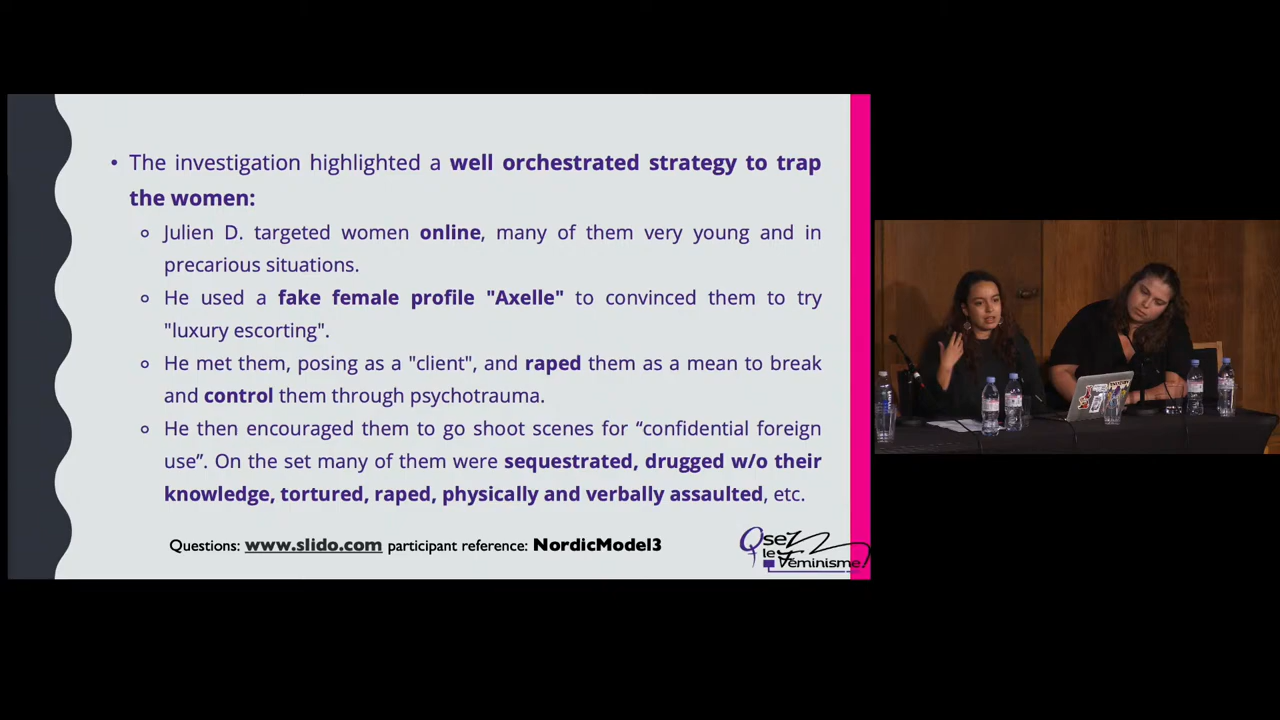 • The investigation highlighted a well orchestrated strategy to trap
the women:
◦ Julien D. targeted women online, many of them very young and in
precarious situations.
◦ He used a fake female profile "Axelle" to convinced them to try
"luxury escorting".
◦ He met them, posing as a "client", and raped them as a mean to break
and control them through psychotrauma.
◦ He then encouraged them to go shoot scenes for “confidential foreign
use”. On the set many of them were sequestrated, drugged w/o their
knowledge, tortured, raped, physically and verbally assaulted, etc.
Questions: www.slido.com participant reference: NordicModel3
Osez
le
Féminisme!